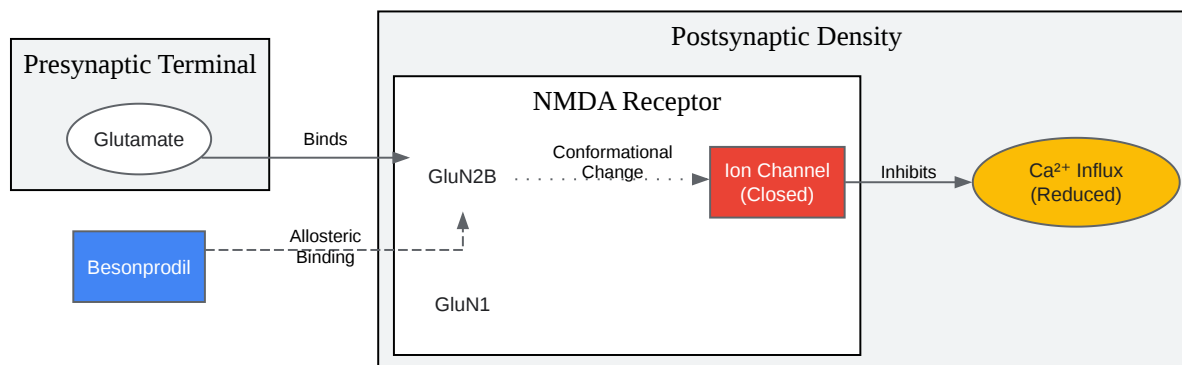 Postsynaptic Density
Presynaptic Terminal
NMDA Receptor
Glutamate
Binds
GluN2B
Conformational
Change
Ion Channel
(Closed)
Inhibits
Ca²⁺ Influx
(Reduced)
Besonprodil
Allosteric
Binding
GluN1